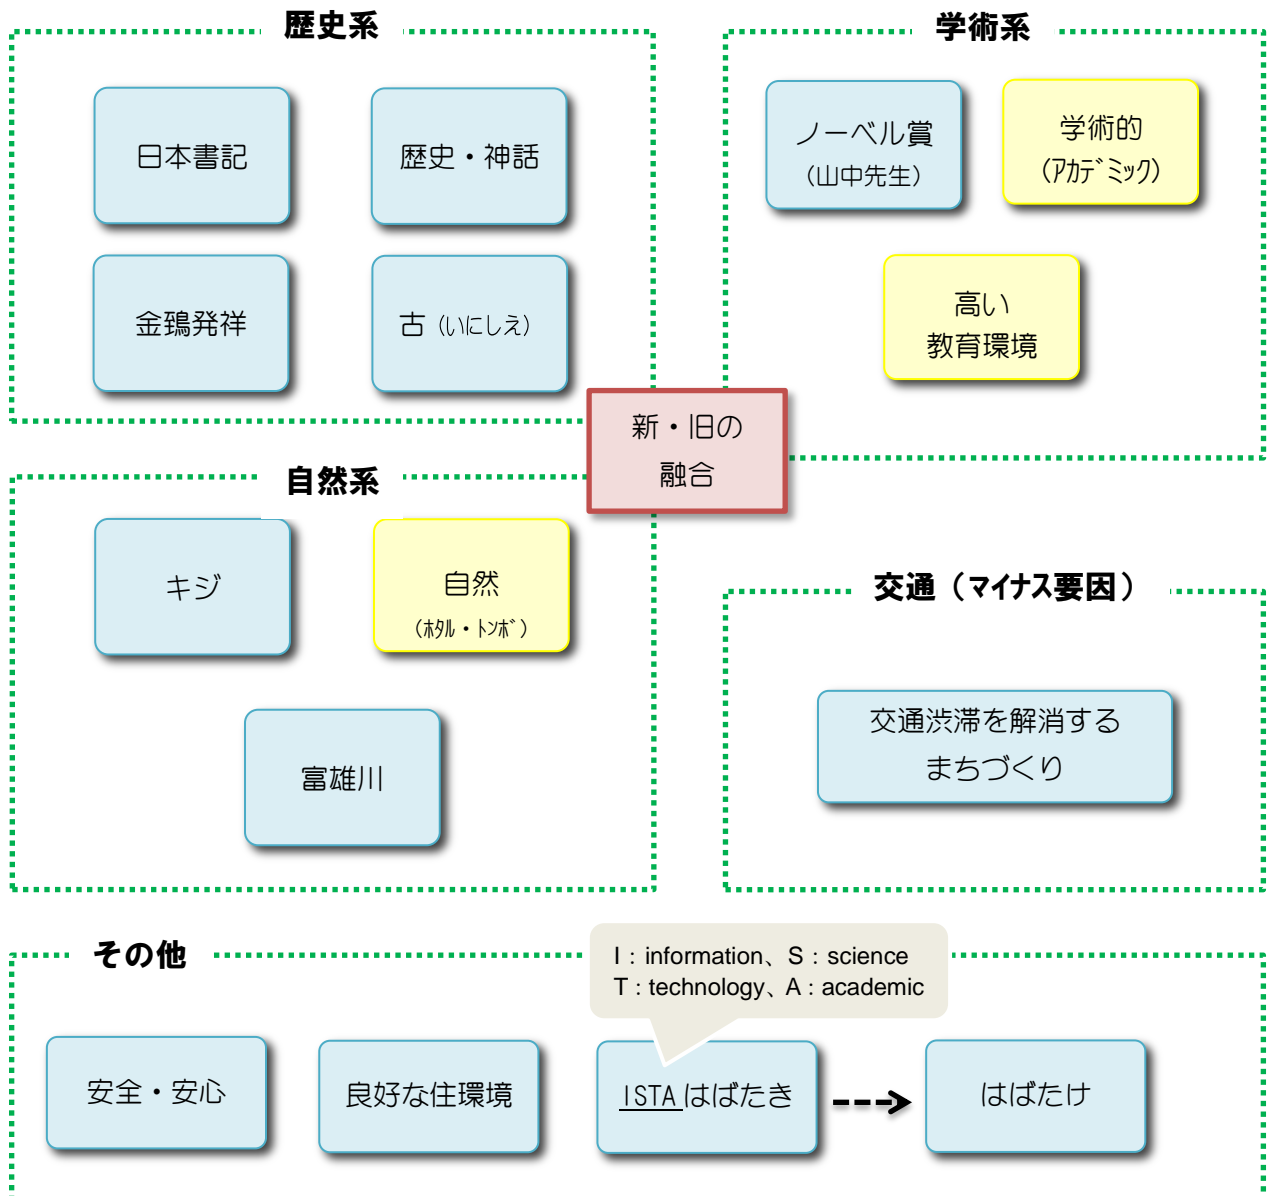 歴史系
日本書記
歴史・神話
金鵄発祥
古（いにしえ）
学術系
ノーベル賞
（山中先生）
学術的
（ｱｶﾃﾞﾐｯｸ）
高い
教育環境
新・旧の
融合
自然系
キジ
自然
（ﾎﾀﾙ・ﾄﾝﾎﾞ）
富雄川
交通（マイナス要因）
交通渋滞を解消する
まちづくり
その他
I：information、S：science
T：technology、A：academic
安全・安心
良好な住環境
ISTAはばたき
はばたけ